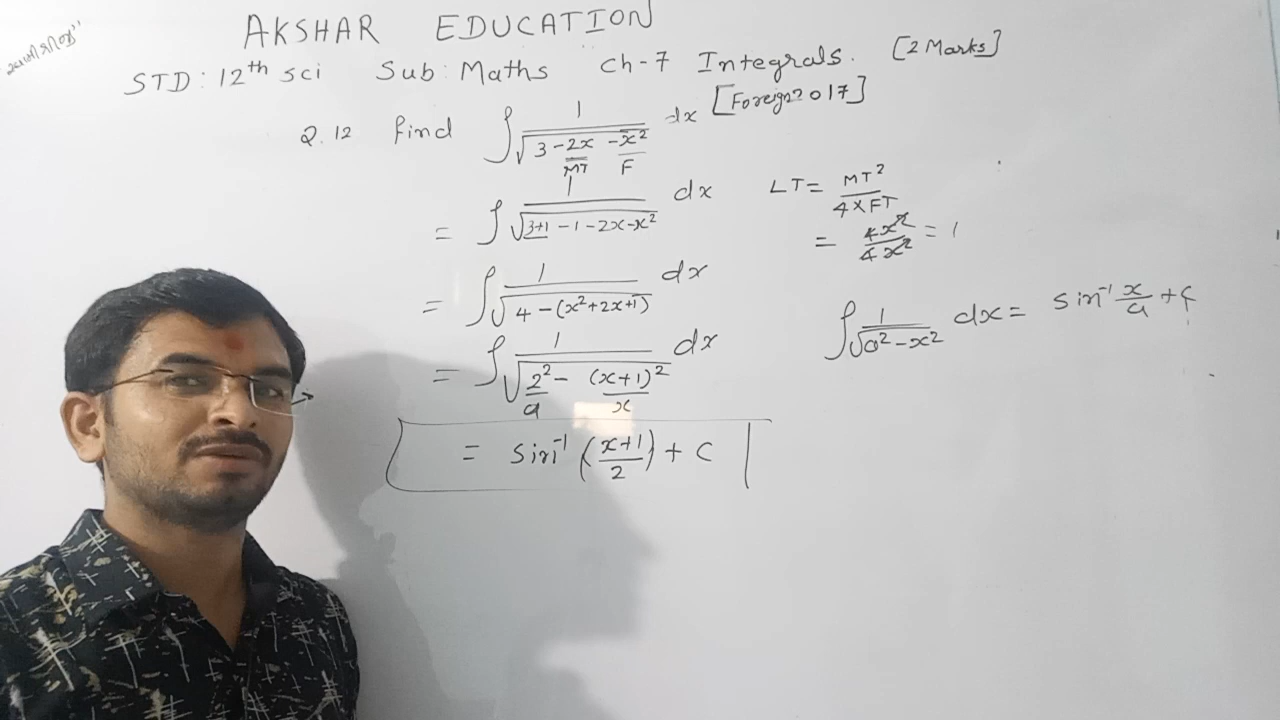 AKSHAR EDUCATION
STD: 12th sci Sub: Maths Ch-7 Integrals. [2 Marks]
Q.12 find ∫ 1/√(3-2x-x²) dx [Foreign 2017]
MT F
= ∫ 1/√(3+1-1-2x-x²) dx LT = MT²/4×FT
= 4x²/4x² = 1
= ∫ 1/√(4-(x²+2x+1)) dx
∫ 1/√(a²-x²) dx = sin⁻¹ x/a + c
= ∫ 1/√(2²-(x+1)²) dx
a x
= sin⁻¹ (x+1/2) + c